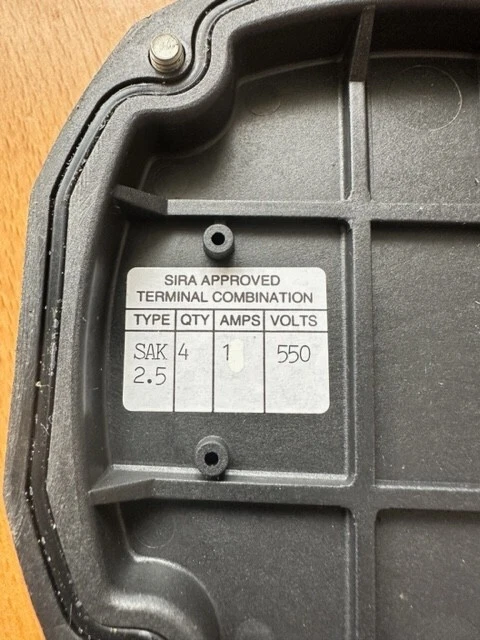 SIRA APPROVED
TERMINAL COMBINATION
TYPE QTY AMPS VOLTS
SAK 4 1 550
2.5